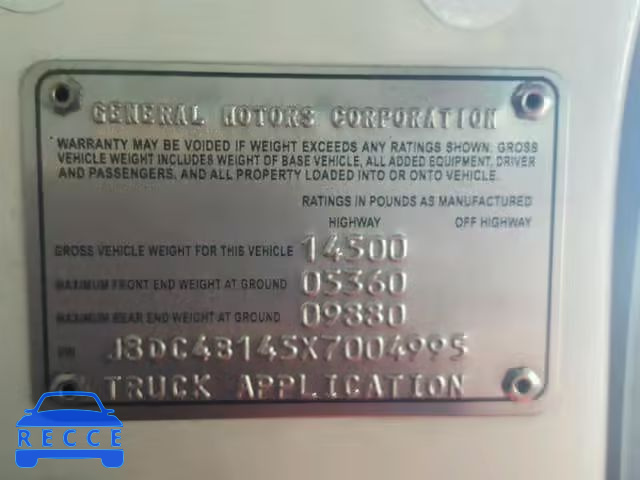 GENERAL MOTORS CORPORATION
WARRANTY MAY BE VOIDED IF WEIGHT EXCEEDS ANY RATINGS SHOWN. GROSS
VEHICLE WEIGHT INCLUDES WEIGHT OF BASE VEHICLE, ALL ADDED EQUIPMENT, DRIVER
AND PASSENGERS, AND ALL PROPERTY LOADED INTO OR ONTO VEHICLE.
RATINGS IN POUNDS AS MANUFACTURED
HIGHWAY OFF HIGHWAY
GROSS VEHICLE WEIGHT FOR THIS VEHICLE 14500
MAXIMUM FRONT END WEIGHT AT GROUND 05360
MAXIMUM REAR END WEIGHT AT GROUND 09880
VIN J8DC4B145X7004995
TRUCK APPLICATION
RECCE